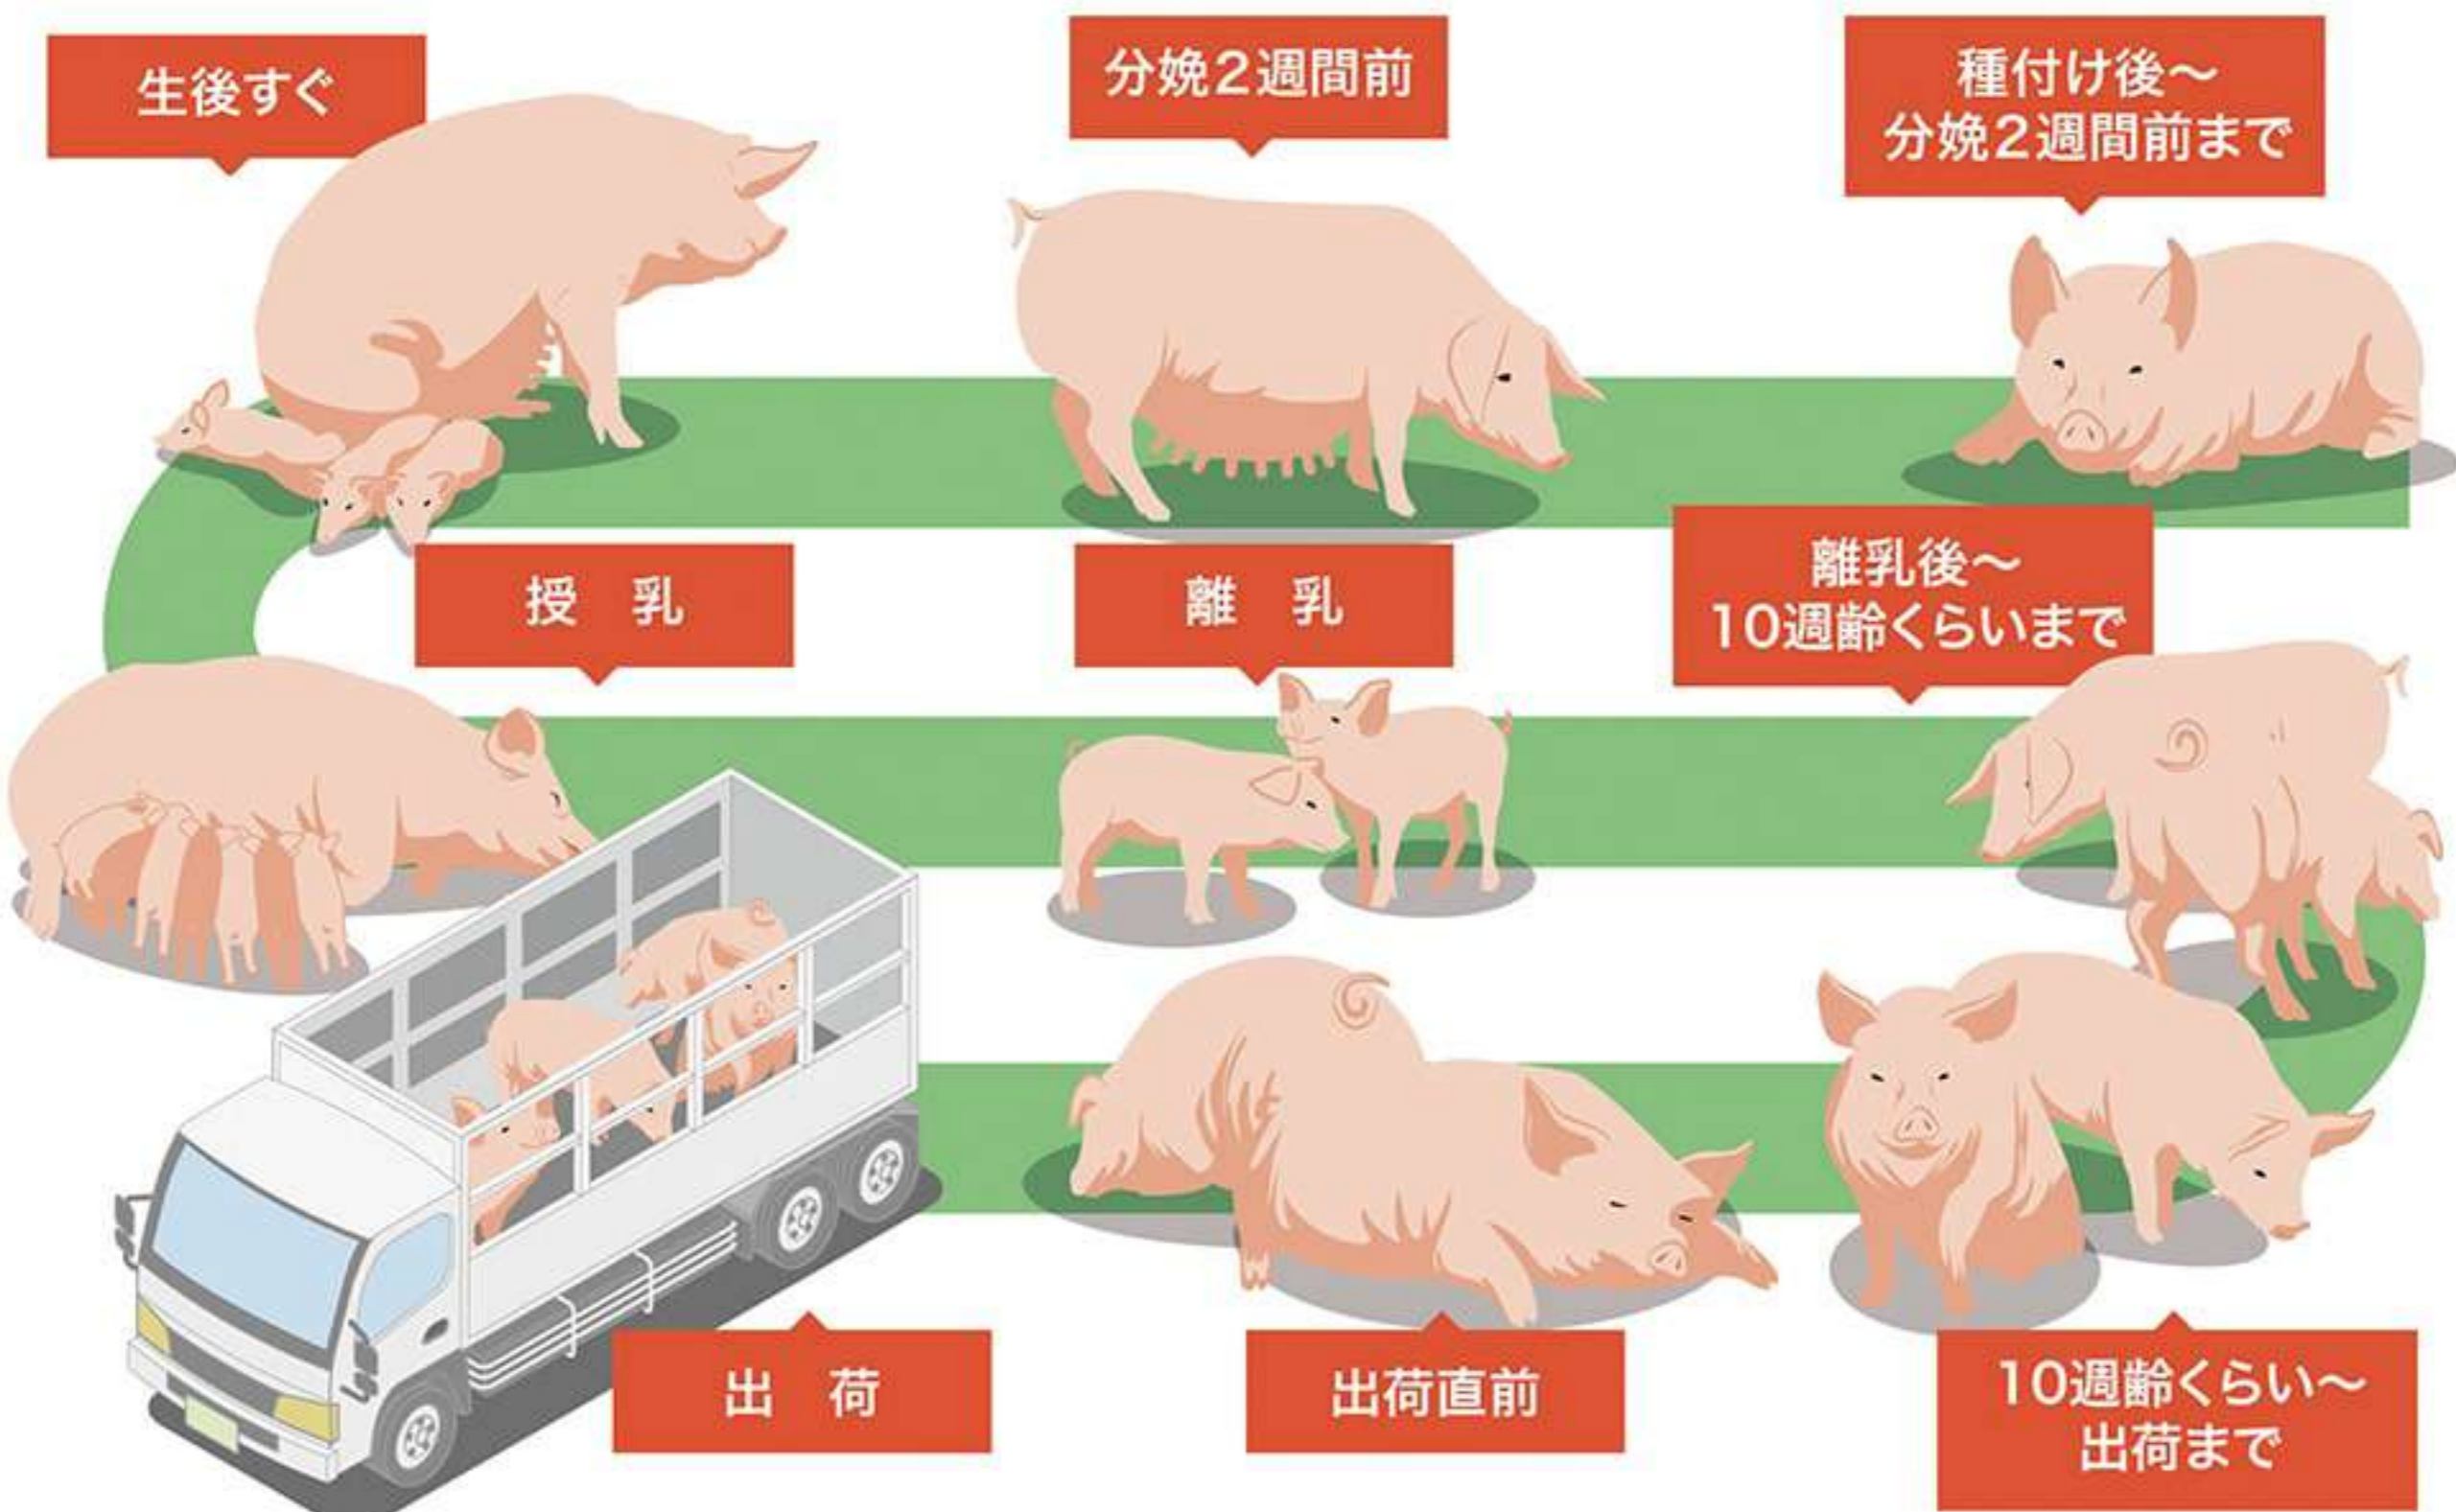 生後すぐ
分娩２週間前
種付け後～
分娩２週間前まで
授　乳
離　乳
離乳後～
10週齢くらいまで
出　荷
出荷直前
10週齢くらい～
出荷まで